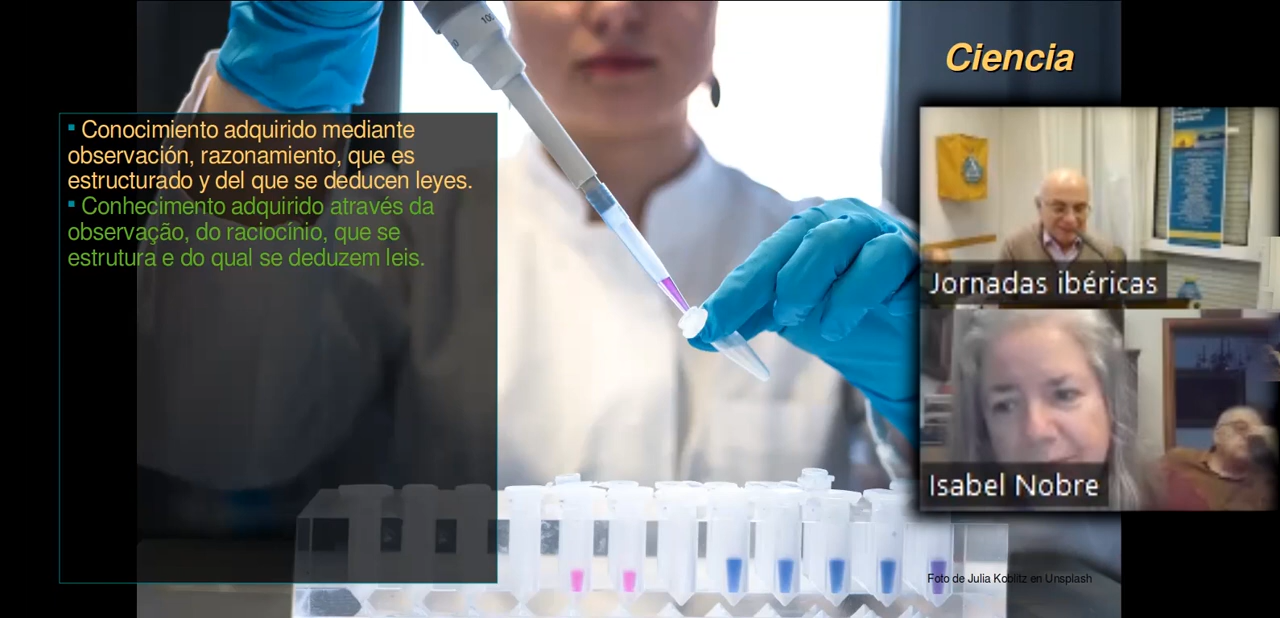 Ciencia
▪ Conocimiento adquirido mediante
observación, razonamiento, que es
estructurado y del que se deducen leyes.
▪ Conhecimento adquirido através da
observação, do raciocínio, que se
estrutura e do qual se deduzem leis.
Jornadas ibéricas
Isabel Nobre
Foto de Julia Koblitz en Unsplash